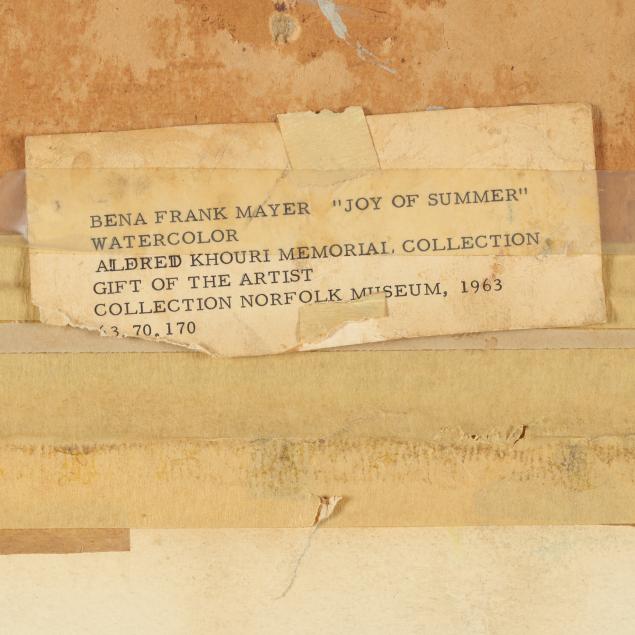 BENA FRANK MAYER "JOY OF SUMMER"
WATERCOLOR
ALDRED KHOURI MEMORIAL COLLECTION
GIFT OF THE ARTIST
COLLECTION NORFOLK MUSEUM, 1963
63.70.170